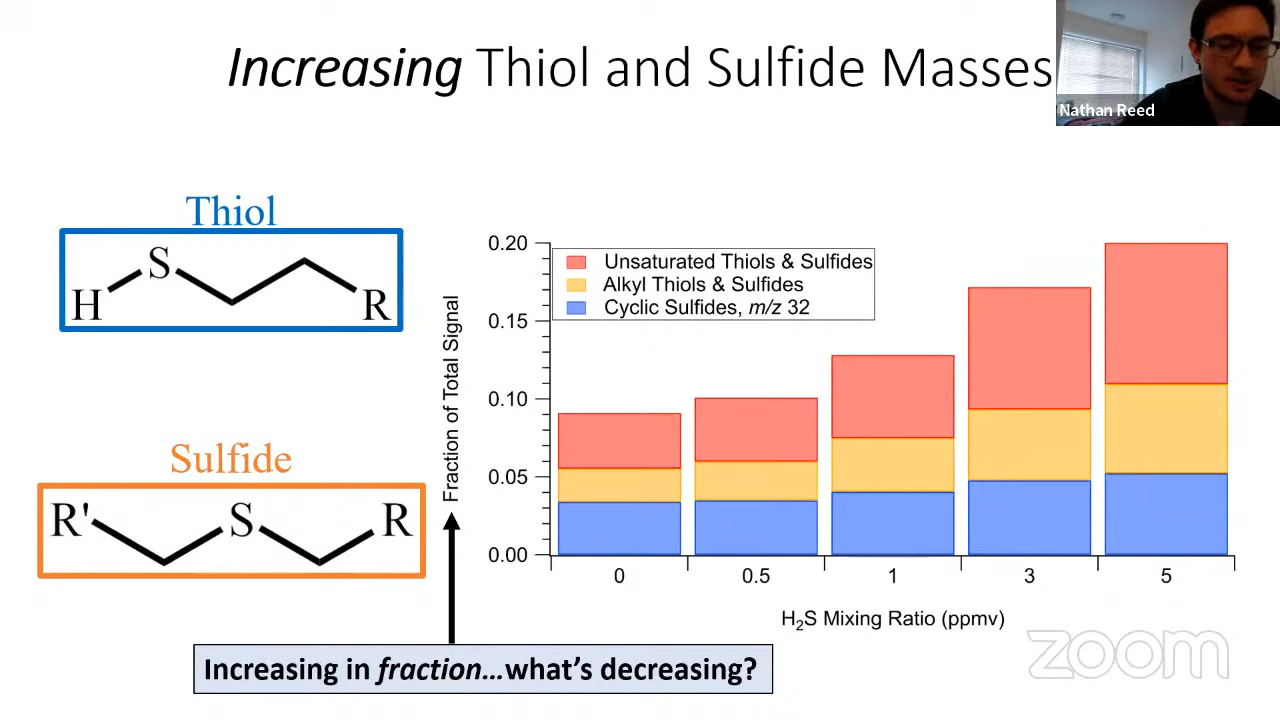 Increasing Thiol and Sulfide Masses
Nathan Reed
Thiol
H S R
Sulfide
R' S R
Fraction of Total Signal
0.20
0.15
0.10
0.05
0.00
Unsaturated Thiols & Sulfides
Alkyl Thiols & Sulfides
Cyclic Sulfides, m/z 32
0 0.5 1 3 5
H₂S Mixing Ratio (ppmv)
Increasing in fraction...what's decreasing?
zoom